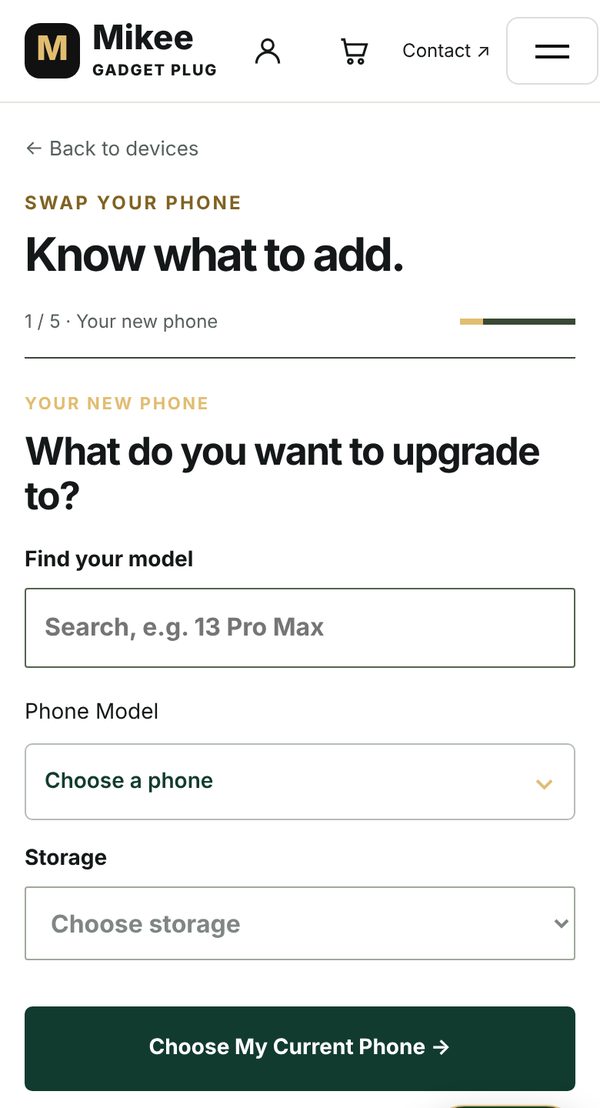 M
Mikee
GADGET PLUG
Contact ↗
← Back to devices
SWAP YOUR PHONE
Know what to add.
1 / 5 · Your new phone
YOUR NEW PHONE
What do you want to upgrade
to?
Find your model
Search, e.g. 13 Pro Max
Phone Model
Choose a phone
Storage
Choose storage
Choose My Current Phone →